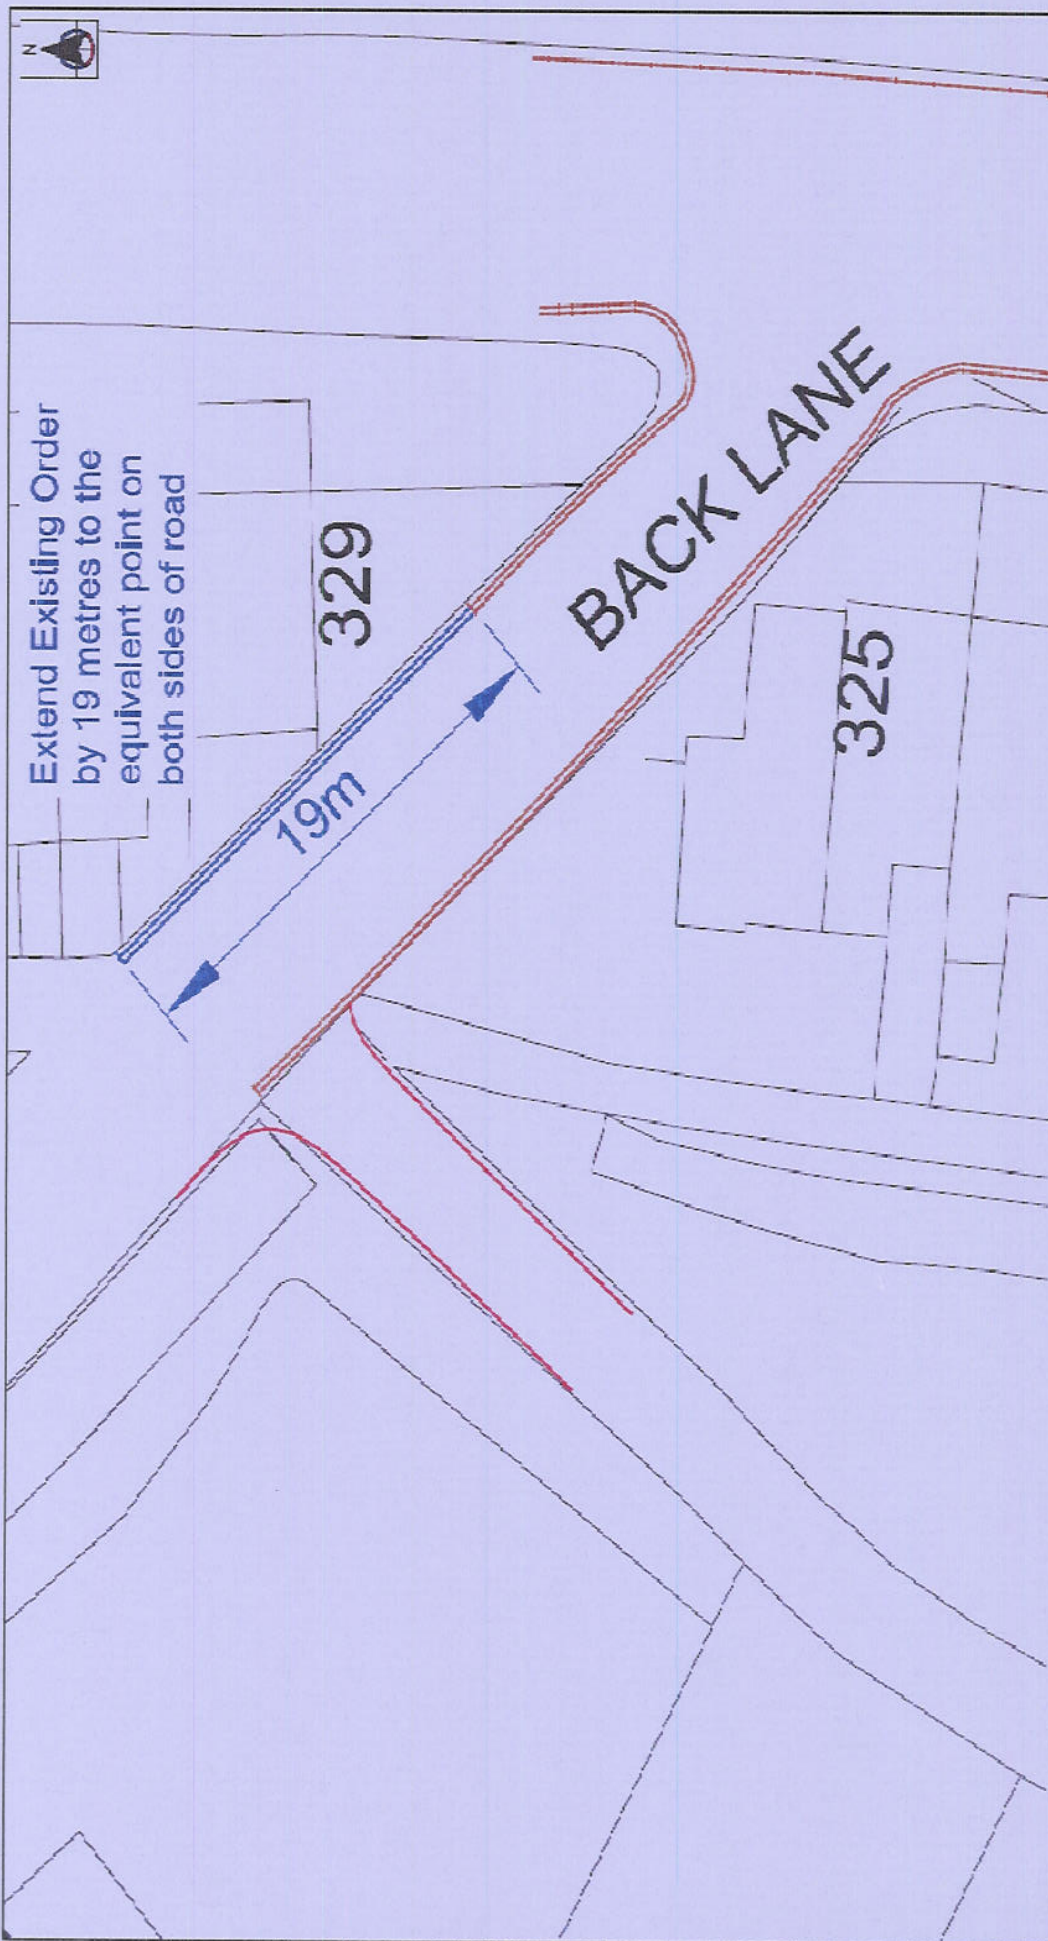 N
Extend Existing Order
by 19 metres to the
equivalent point on
both sides of road
329
19m
BACK LANE
325